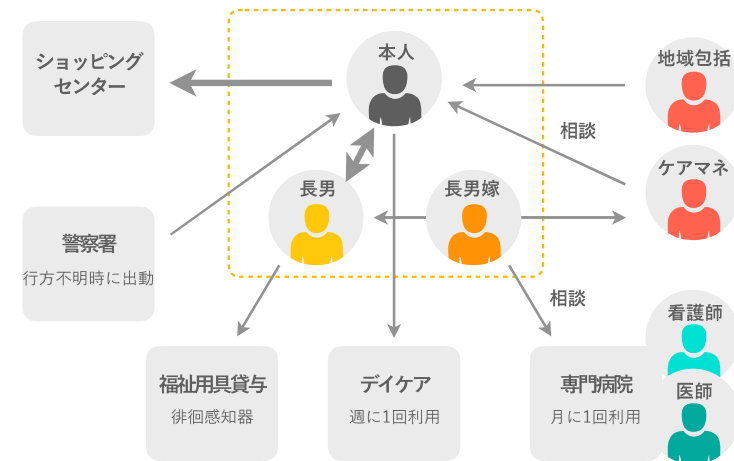 ショッピング
センター
本人
地域包括
相談
ケアマネ
長男
長男嫁
警察署
行方不明時に出動
相談
看護師
福祉用具貸与
徘徊感知器
デイケア
週に1回利用
専門病院
月に1回利用
医師